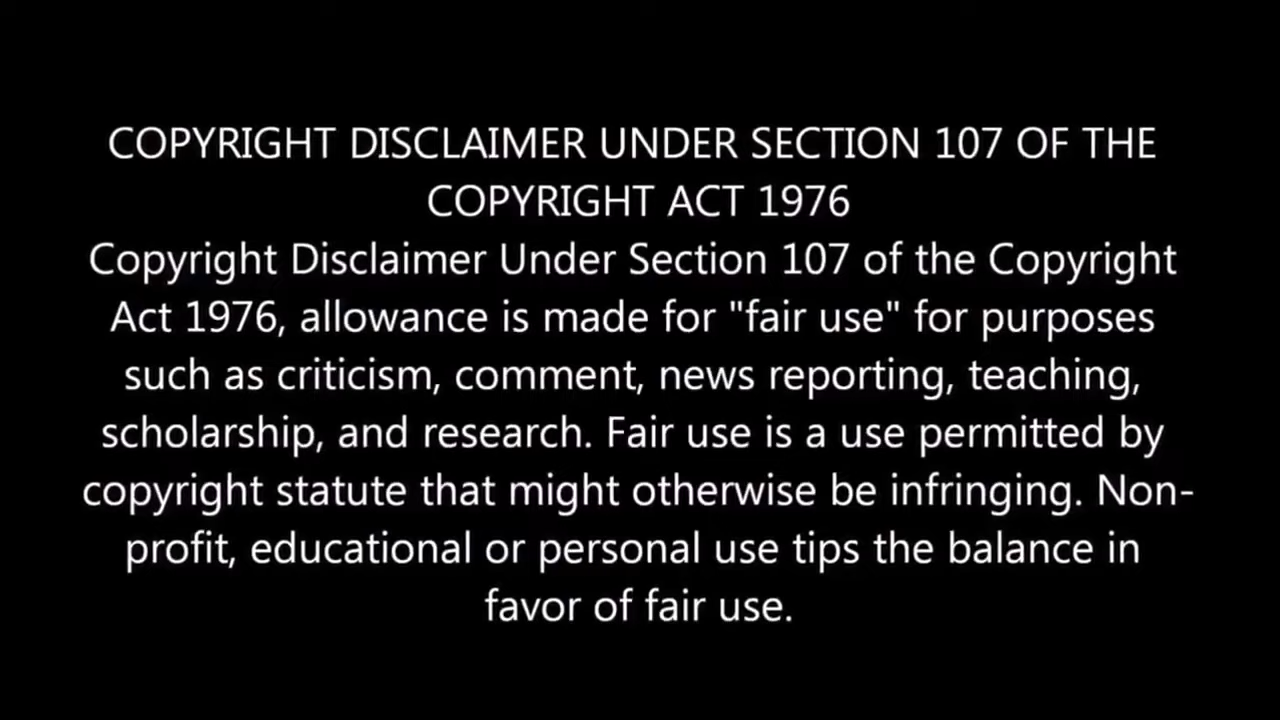 COPYRIGHT DISCLAIMER UNDER SECTION 107 OF THE
COPYRIGHT ACT 1976
Copyright Disclaimer Under Section 107 of the Copyright
Act 1976, allowance is made for "fair use" for purposes
such as criticism, comment, news reporting, teaching,
scholarship, and research. Fair use is a use permitted by
copyright statute that might otherwise be infringing. Non-
profit, educational or personal use tips the balance in
favor of fair use.